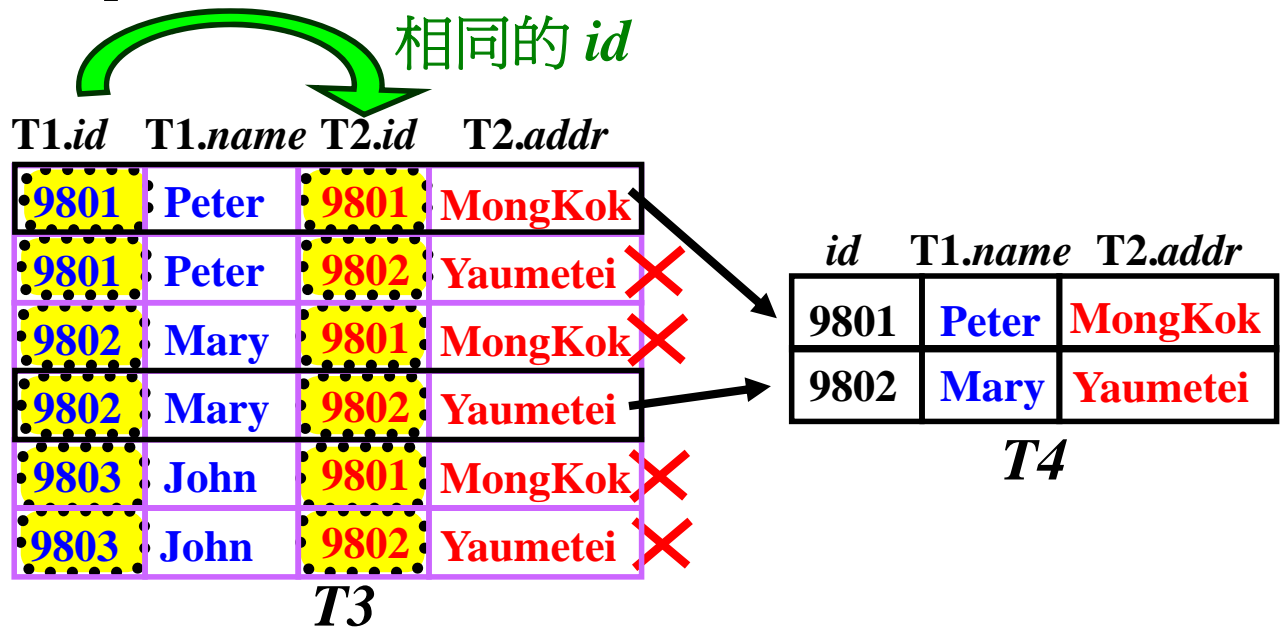 相同的 id
T1.id T1.name T2.id T2.addr
9801 Peter 9801 MongKok
9801 Peter 9802 Yaumetei
9802 Mary 9801 MongKok
9802 Mary 9802 Yaumetei
9803 John 9801 MongKok
9803 John 9802 Yaumetei
T3
id T1.name T2.addr
9801 Peter MongKok
9802 Mary Yaumetei
T4